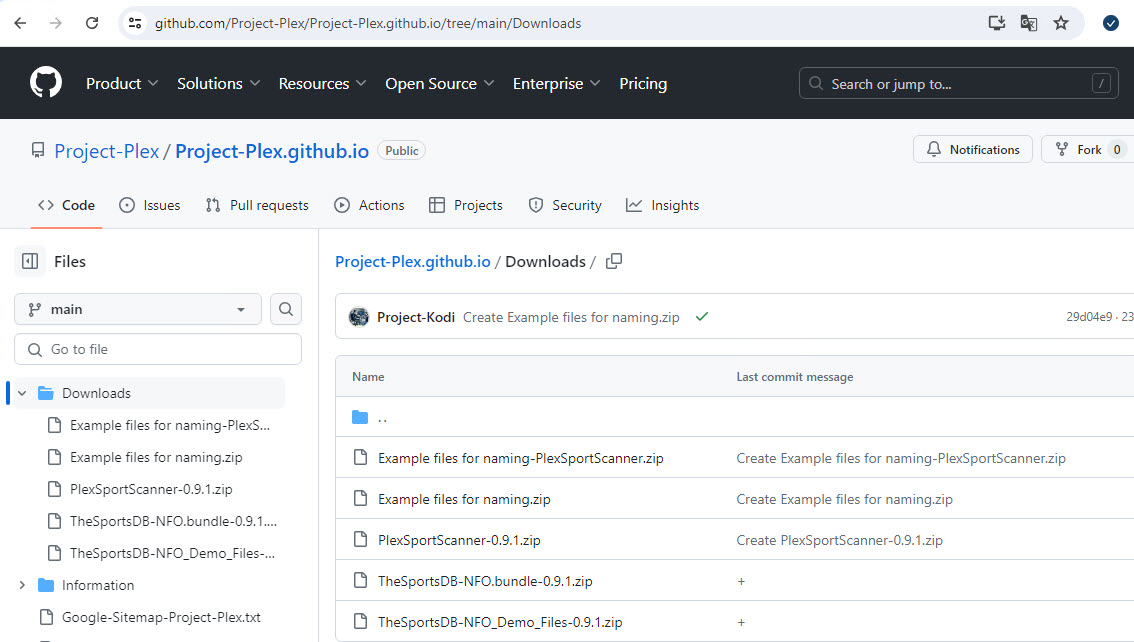 github.com/Project-Plex/Project-Plex.github.io/tree/main/Downloads
Product Solutions Resources Open Source Enterprise Pricing Search or jump to... /
Project-Plex / Project-Plex.github.io Public Notifications Fork 0
Code Issues Pull requests Actions Projects Security Insights
Files
main
Go to file
Downloads
Example files for naming-PlexS...
Example files for naming.zip
PlexSportScanner-0.9.1.zip
TheSportsDB-NFO.bundle-0.9.1....
TheSportsDB-NFO_Demo_Files-...
Information
Google-Sitemap-Project-Plex.txt
Project-Plex.github.io / Downloads /
Project-Kodi Create Example files for naming.zip 29d04e9 · 23
Name Last commit message
..
Example files for naming-PlexSportScanner.zip Create Example files for naming-PlexSportScanner.zip
Example files for naming.zip Create Example files for naming.zip
PlexSportScanner-0.9.1.zip Create PlexSportScanner-0.9.1.zip
TheSportsDB-NFO.bundle-0.9.1.zip +
TheSportsDB-NFO_Demo_Files-0.9.1.zip +